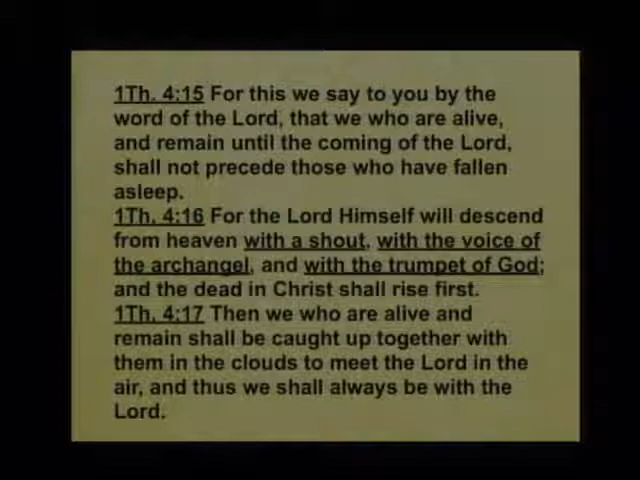 1Th. 4:15 For this we say to you by the
word of the Lord, that we who are alive,
and remain until the coming of the Lord,
shall not precede those who have fallen
asleep.
1Th. 4:16 For the Lord Himself will descend
from heaven with a shout, with the voice of
the archangel, and with the trumpet of God;
and the dead in Christ shall rise first.
1Th. 4:17 Then we who are alive and
remain shall be caught up together with
them in the clouds to meet the Lord in the
air, and thus we shall always be with the
Lord.